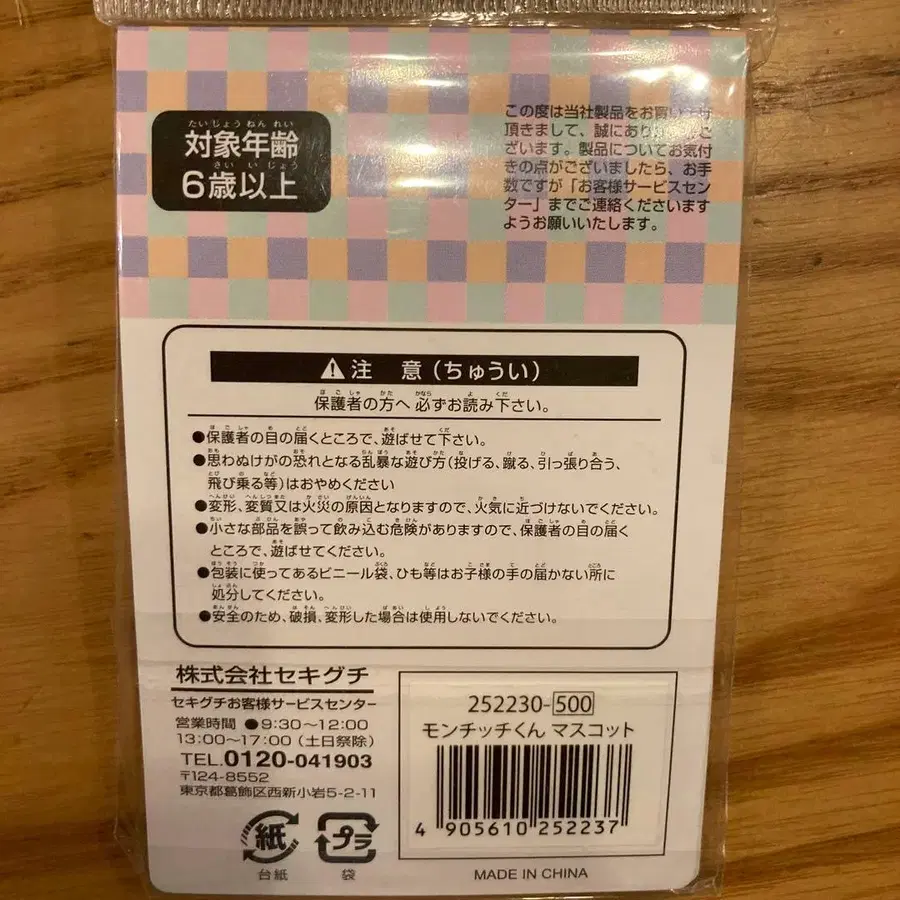 たいじょうねんれい
対象年齢
さいいじょう
6歳以上
この度は当社製品をお買い
頂きまして、誠にあり
ざいます。製品についてお気付
きの点がございましたら、お手
数ですが「お客様サービスセン
ター」までご連絡くださいます
ようお願いいたします。
注 意(ちゅうい)
保護者の方へ 必ずお読み下さい。
●保護者の目の届くところで、遊ばせて下さい。
●思わぬけがの恐れとなる乱暴な遊び方(投げる、蹴る、引っ張り合う、
飛び乗る等)はおやめください
●変形、変質又は火災の原因となりますので、火気に近づけないでください。
●小さな部品を誤って飲み込む危険がありますので、保護者の目の届く
ところで、遊ばせてください。
●包装に使ってあるビニール袋、ひも等はお子様の手の届かない所に
処分してください。
●安全のため、破損、変形した場合は使用しないでください。
株式会社セキグチ
セキグチお客様サービスセンター
営業時間 ●9:30〜12:00
13:00〜17:00(土日祭除)
TEL.0120-041903
〒124-8552
東京都葛飾区西新小岩5-2-11
紙
台紙
プラ
袋
252230-500
モンチッチくん マスコット
4 905610 252237
MADE IN CHINA